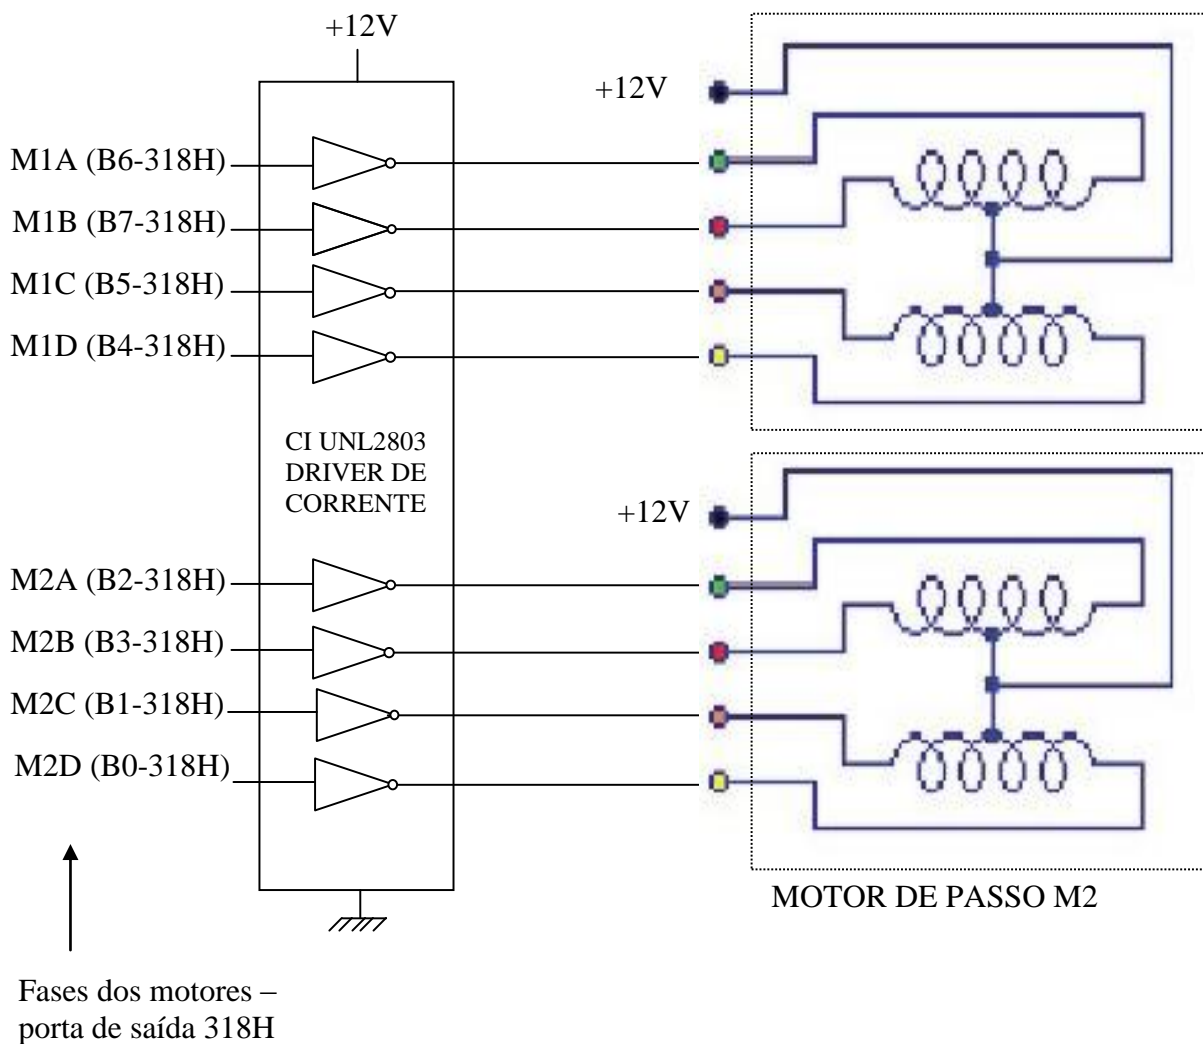 +12V
+12V
M1A (B6-318H)
M1B (B7-318H)
M1C (B5-318H)
M1D (B4-318H)
CI UNL2803
DRIVER DE
CORRENTE
+12V
M2A (B2-318H)
M2B (B3-318H)
M2C (B1-318H)
M2D (B0-318H)
MOTOR DE PASSO M2
Fases dos motores –
porta de saída 318H